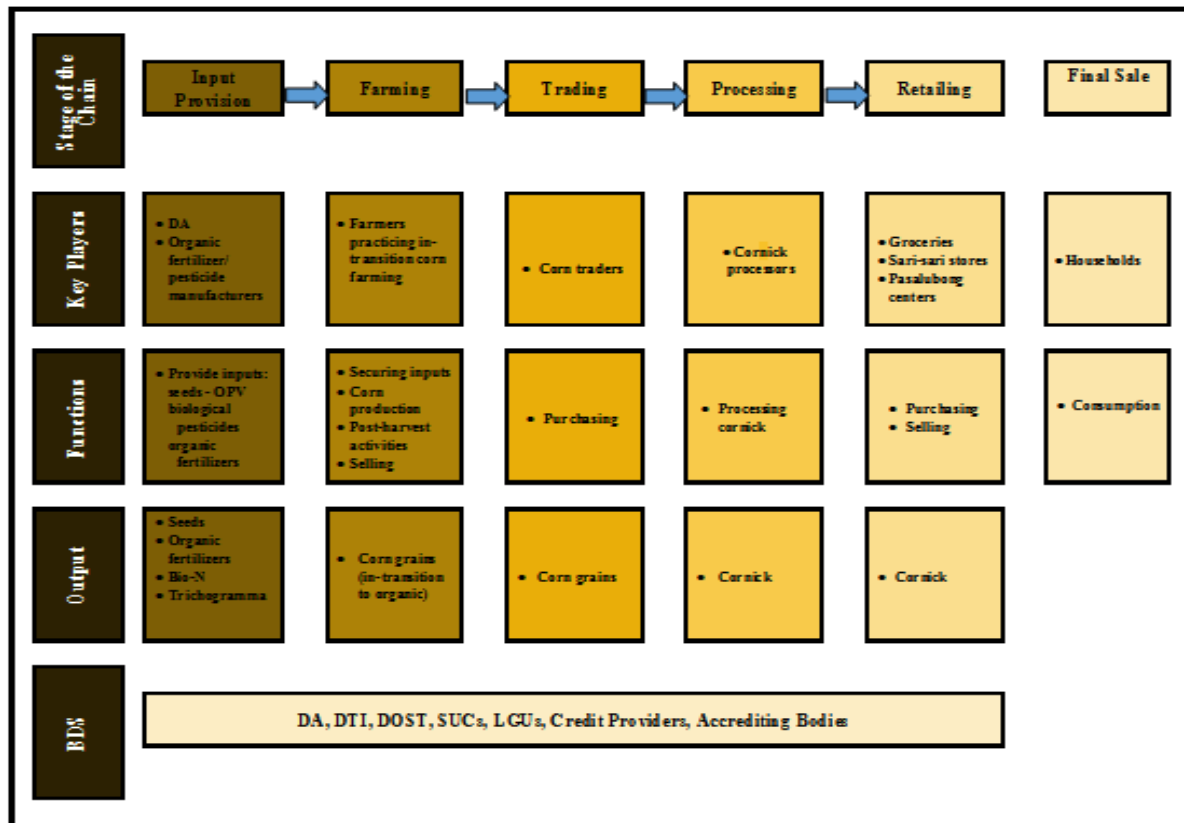 Stage of the
Chain
Input
Provision
Farming
Trading
Processing
Retailing
Final Sale
Key Players
• DA
• Organic
fertilizer/
pesticide
manufacturers
• Farmers
practicing in-
transition corn
farming
• Corn traders
• Cornick
processors
• Groceries
• Sari-sari stores
• Pasalubong
centers
• Households
Functions
• Provide inputs:
seeds - OPV
biological
pesticides
organic
fertilizers
• Securing inputs
• Corn
production
• Post-harvest
activities
• Selling
• Purchasing
• Processing
cornick
• Purchasing
• Selling
• Consumption
Output
• Seeds
• Organic
fertilizers
• Bio-N
• Trichogramma
• Corn grains
(in-transition
to organic)
• Corn grains
• Cornick
• Cornick
BDS
DA, DTI, DOST, SUCs, LGUs, Credit Providers, Accrediting Bodies